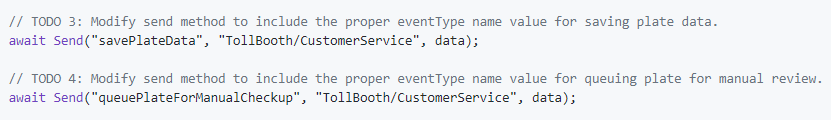 // TODO 3: Modify send method to include the proper eventType name value for saving plate data.
await Send("savePlateData", "TollBooth/CustomerService", data);
// TODO 4: Modify send method to include the proper eventType name value for queuing plate for manual review.
await Send("queuePlateForManualCheckup", "TollBooth/CustomerService", data);